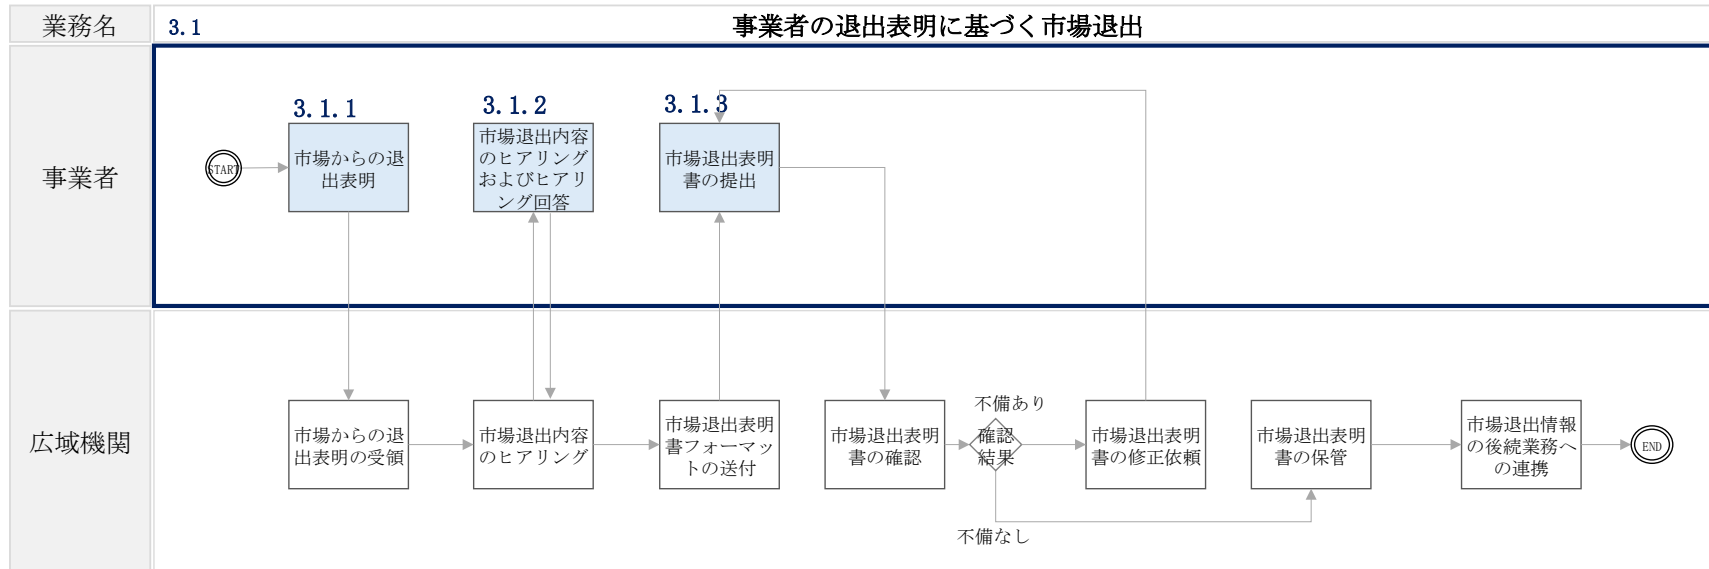 業務名
3.1
事業者の退出表明に基づく市場退出
事業者
3.1.1
3.1.2
3.1.3
START
市場からの退
出表明
市場退出内容
のヒアリング
およびヒアリ
ング回答
市場退出表明
書の提出
広域機関
市場からの退
出表明の受領
市場退出内容
のヒアリング
市場退出表明
書フォーマッ
トの送付
市場退出表明
書の確認
不備あり
確認
結果
不備なし
市場退出表明
書の修正依頼
市場退出表明
書の保管
市場退出情報
の後続業務へ
の連携
END